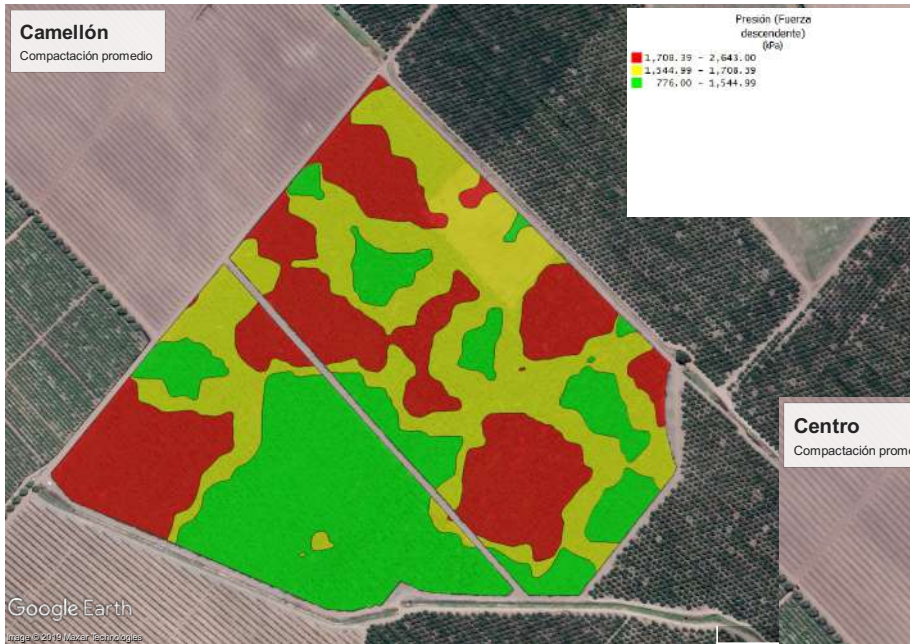 Camellón
Compactación promedio
Presión (Fuerza
descendente)
(kPa)
1,708.39 - 2,643.00
1,544.99 - 1,708.39
776.00 - 1,544.99
Centro
Compactación prome
Google Earth
Image © 2019 Maxar Technologies